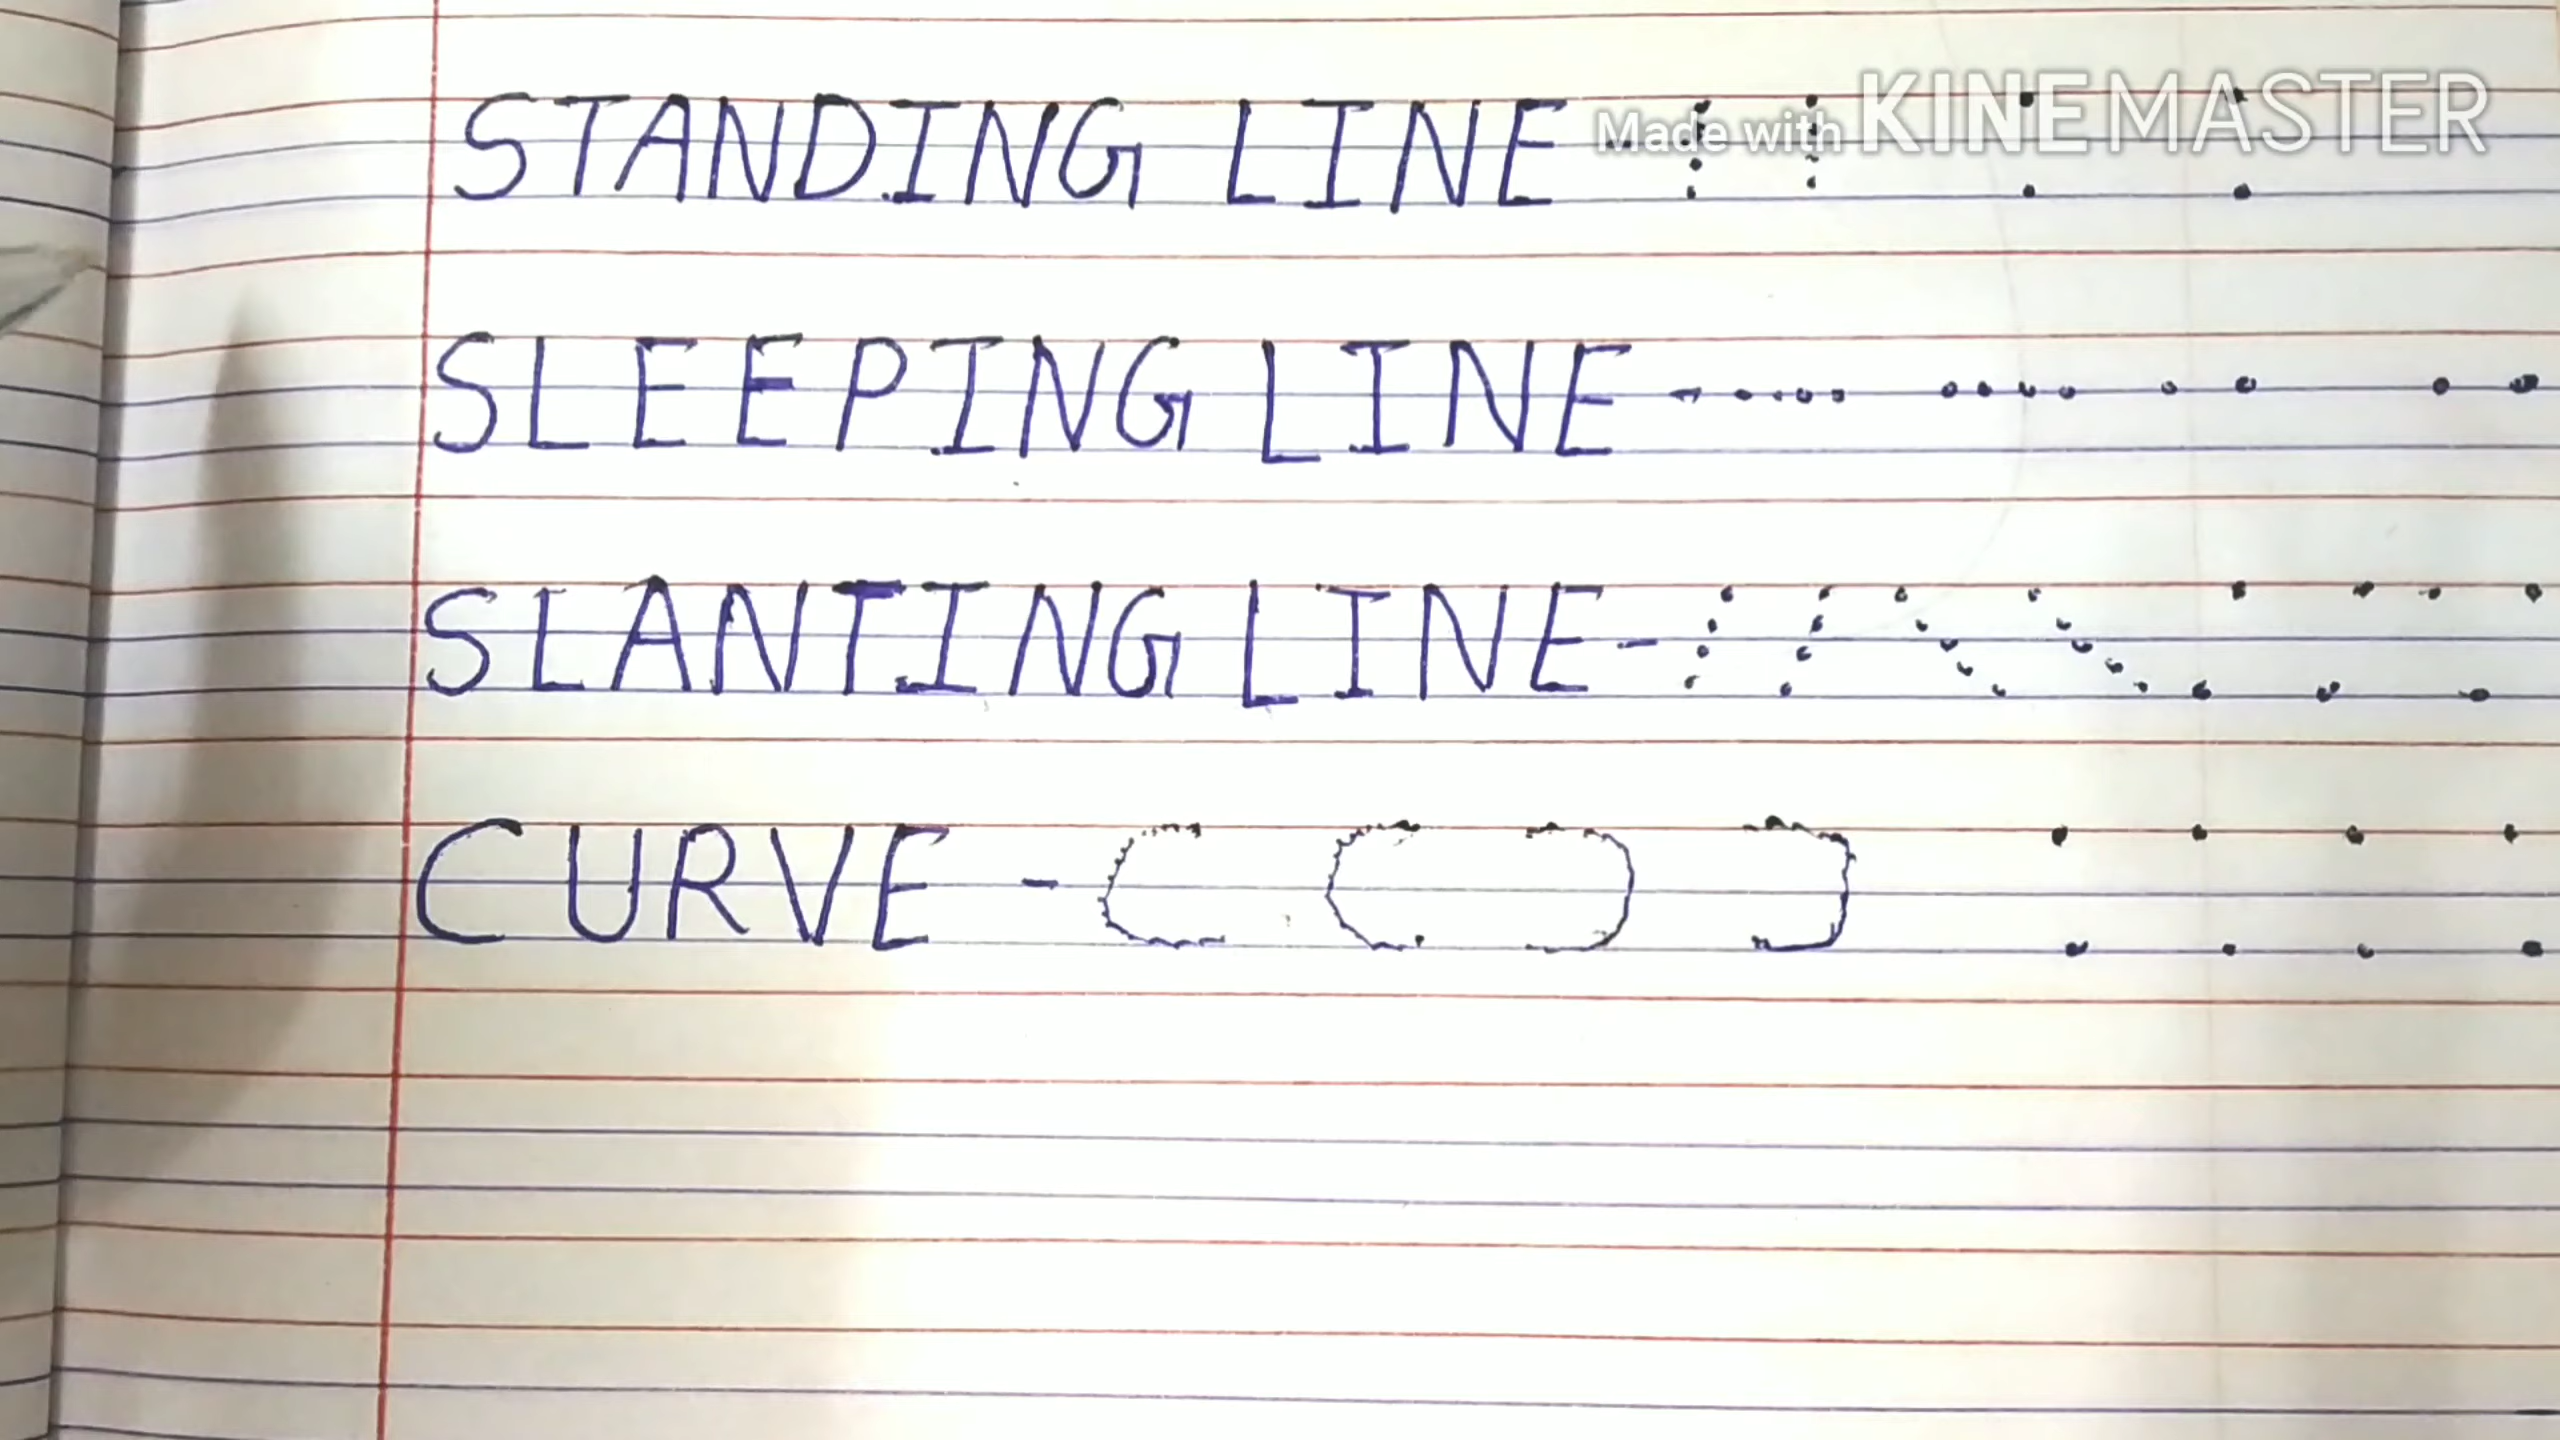 STANDING LINE -
Made with KINEMASTER
SLEEPING LINE -
SLANTING LINE -
CURVE -